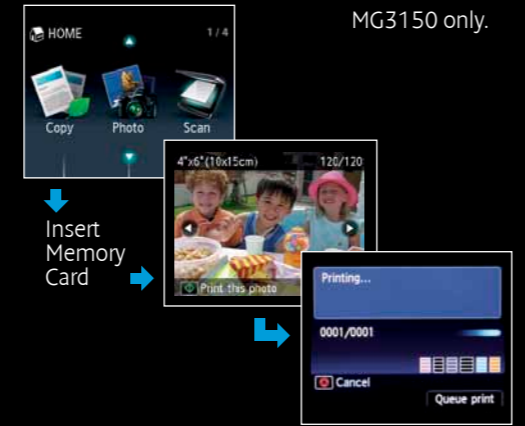 MG3150 only.
HOME
1/4
Copy Photo Scan
Insert
Memory
Card
4"x6"(10x15cm) 120/120
Print this photo
Printing...
0001/0001
Cancel
Queue print